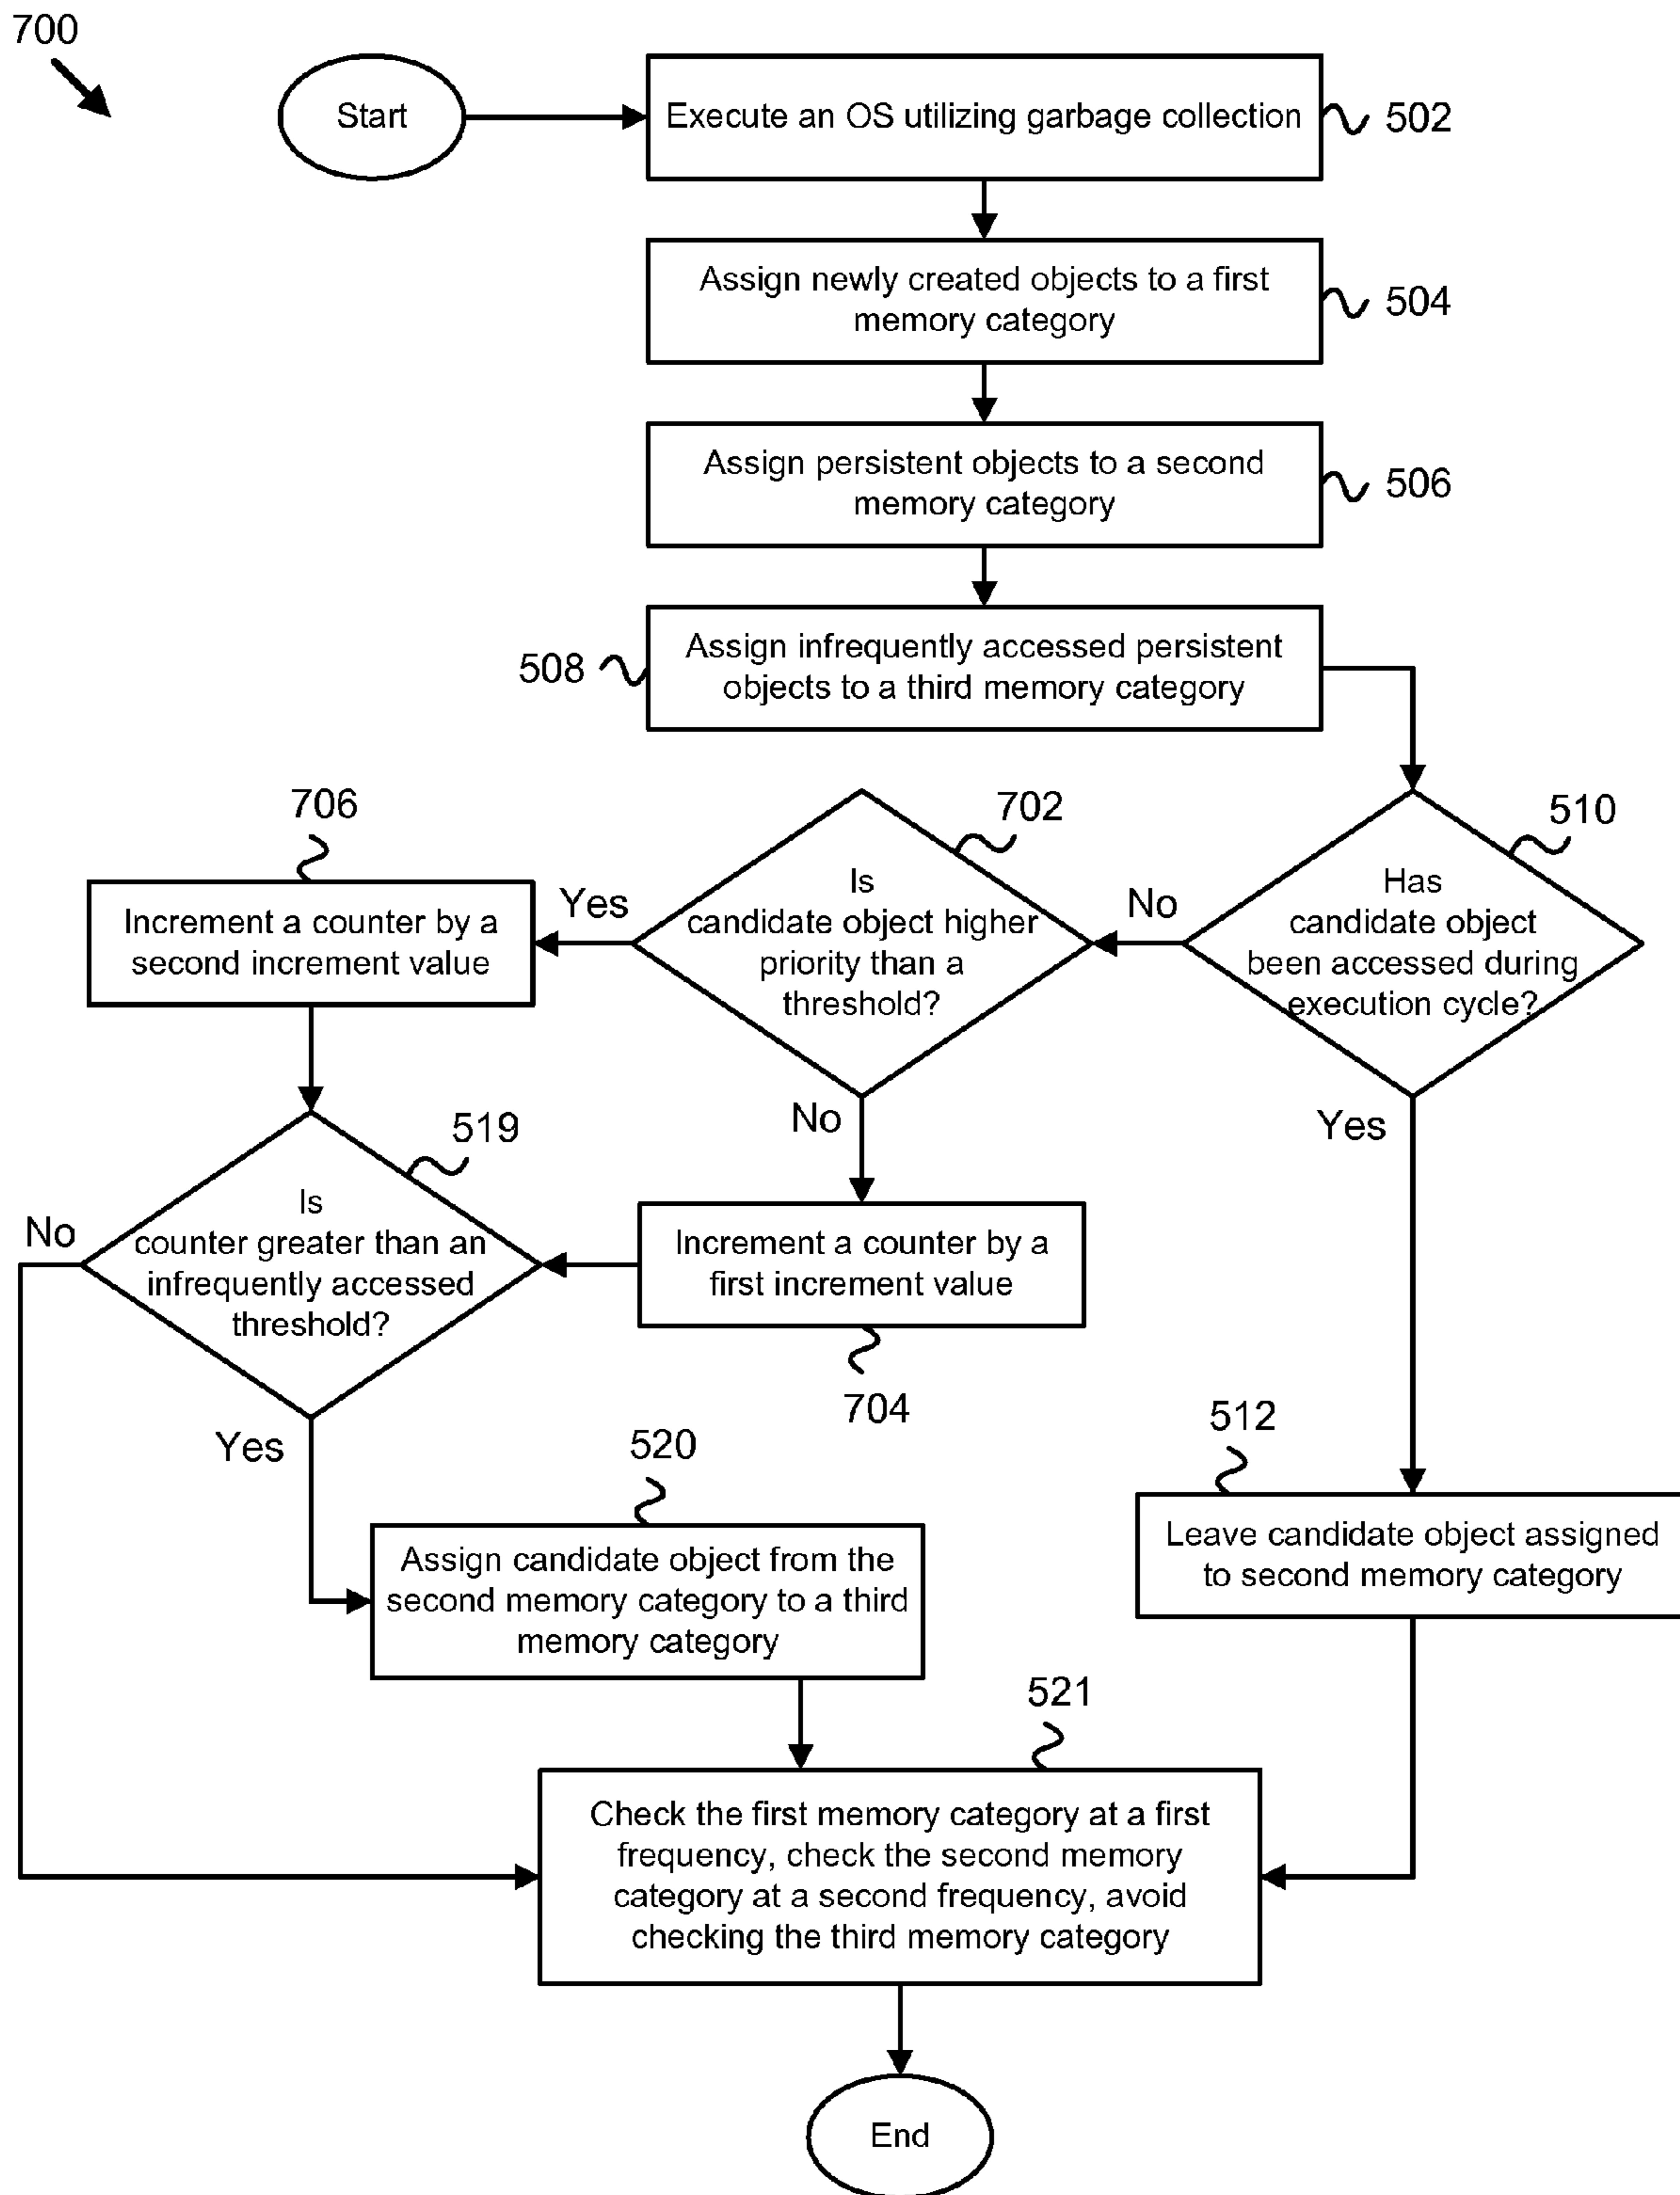 700
Start
Execute an OS utilizing garbage collection
502
Assign newly created objects to a first
memory category
504
Assign persistent objects to a second
memory category
506
508
Assign infrequently accessed persistent
objects to a third memory category
706
702
510
Increment a counter by a
second increment value
Yes
Is
candidate object higher
priority than a
threshold?
No
Has
candidate object
been accessed during
execution cycle?
No
Yes
519
Is
counter greater than an
infrequently accessed
threshold?
No
Increment a counter by a
first increment value
704
Yes
520
512
Assign candidate object from the
second memory category to a third
memory category
Leave candidate object assigned
to second memory category
521
Check the first memory category at a first
frequency, check the second memory
category at a second frequency, avoid
checking the third memory category
End